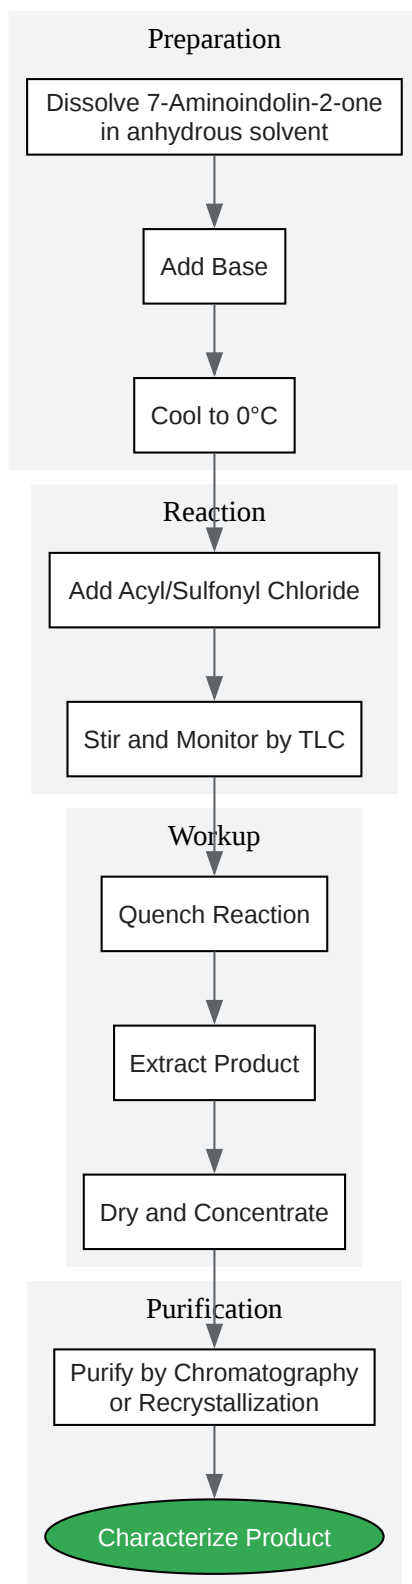 Preparation
Dissolve 7-Aminoindolin-2-one
in anhydrous solvent
Add Base
Cool to 0°C
Reaction
Add Acyl/Sulfonyl Chloride
Stir and Monitor by TLC
Workup
Quench Reaction
Extract Product
Dry and Concentrate
Purification
Purify by Chromatography
or Recrystallization
Characterize Product